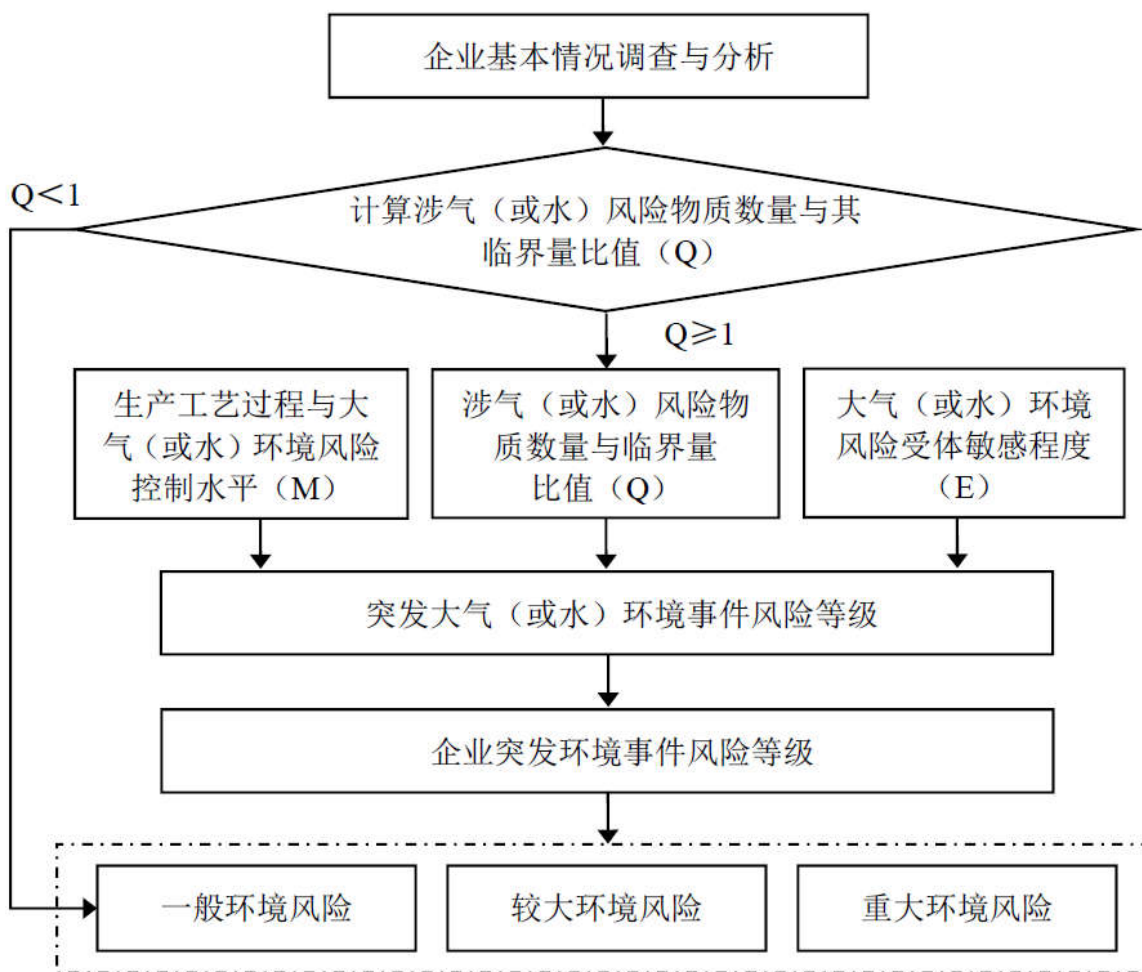 企业基本情况调查与分析
Q＜1
计算涉气（或水）风险物质数量与其
临界量比值（Q）
Q≥1
生产工艺过程与大
气（或水）环境风险
控制水平（M）
涉气（或水）风险物
质数量与临界量
比值（Q）
大气（或水）环境
风险受体敏感程度
（E）
突发大气（或水）环境事件风险等级
企业突发环境事件风险等级
一般环境风险
较大环境风险
重大环境风险